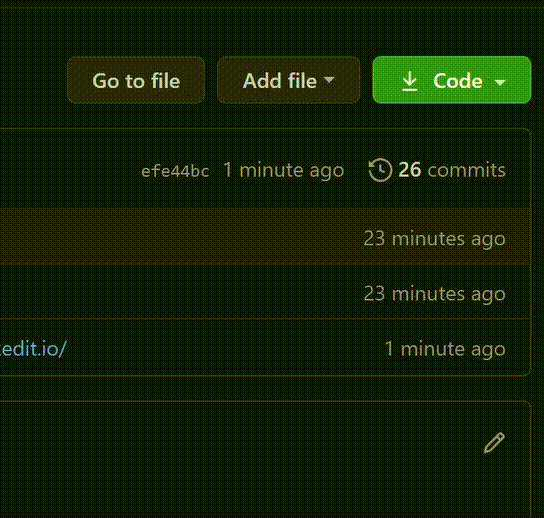 Go to file Add file Code
efe44bc 1 minute ago 26 commits
23 minutes ago
23 minutes ago
edit.io/ 1 minute ago